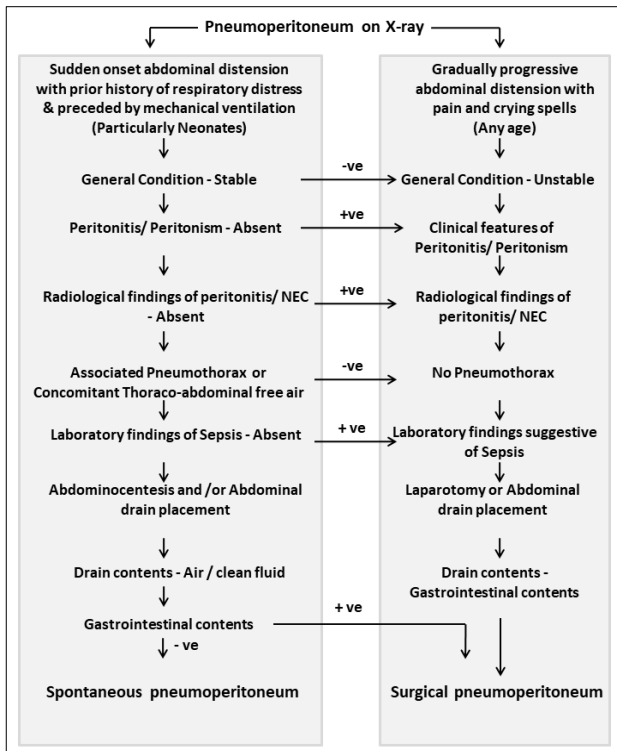 Pneumoperitoneum on X-ray
Sudden onset abdominal distension
with prior history of respiratory distress
& preceded by mechanical ventilation
(Particularly Neonates)
Gradually progressive
abdominal distension with
pain and crying spells
(Any age)
General Condition - Stable
-ve
General Condition - Unstable
Peritonitis/ Peritonism - Absent
+ve
Clinical features of
Peritonitis/ Peritonism
Radiological findings of peritonitis/ NEC
- Absent
+ve
Radiological findings of
peritonitis/ NEC
Associated Pneumothorax or
Concomitant Thoraco-abdominal free air
-ve
No Pneumothorax
Laboratory findings of Sepsis - Absent
+ ve
Laboratory findings suggestive
of Sepsis
Abdominocentesis and /or Abdominal
drain placement
Laparotomy or Abdominal
drain placement
Drain contents - Air / clean fluid
Drain contents -
Gastrointestinal contents
Gastrointestinal contents
+ ve
- ve
Spontaneous pneumoperitoneum
Surgical pneumoperitoneum